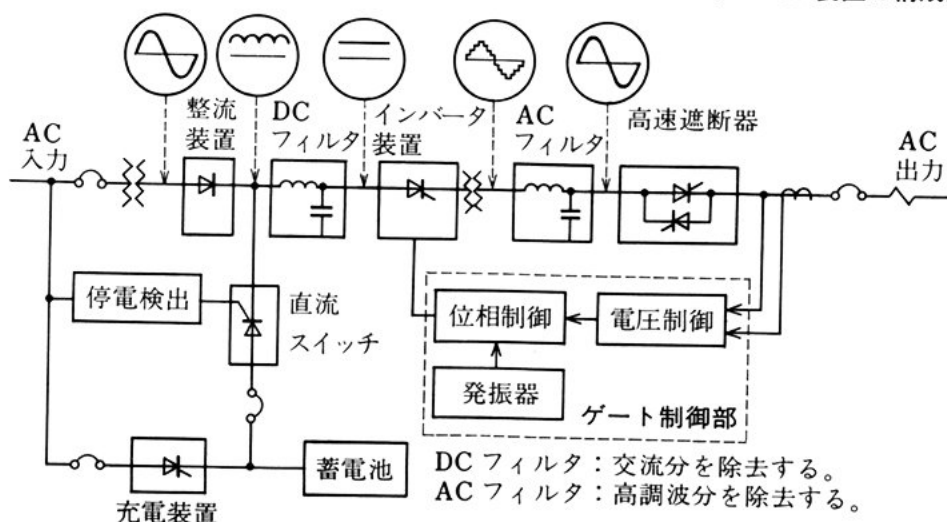 整流
装置
DC
フィルタ
インバータ
装置
AC
フィルタ
高速遮断器
AC
入力
AC
出力
停電検出
直流
スイッチ
位相制御
電圧制御
発振器
ゲート制御部
蓄電池
充電装置
DC フィルタ：交流分を除去する。
AC フィルタ：高調波分を除去する。